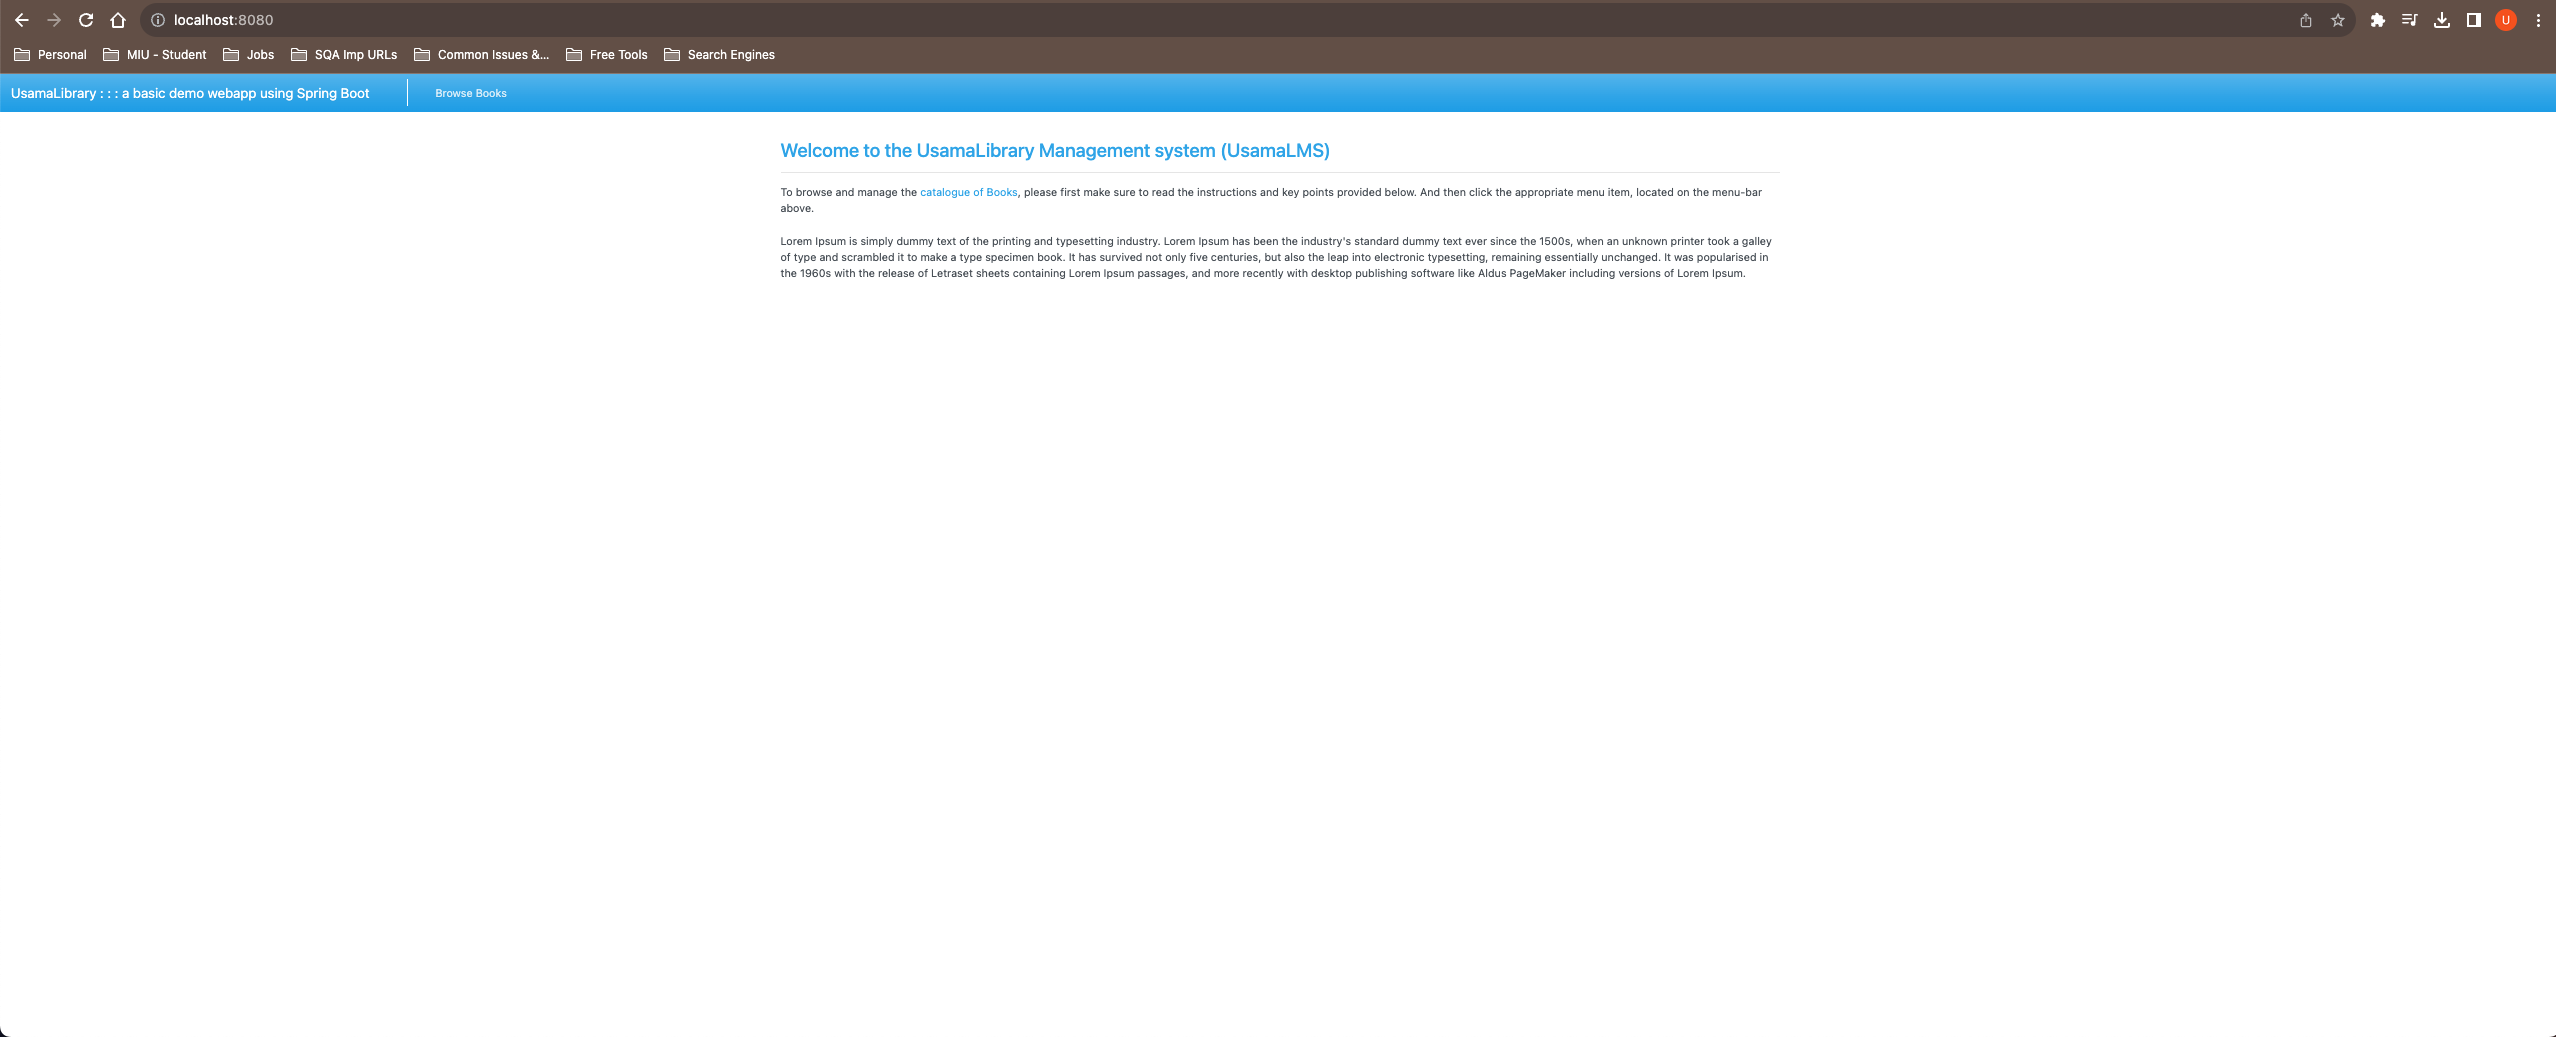 localhost:8080
U
Personal MIU - Student Jobs SQA Imp URLs Common Issues &... Free Tools Search Engines
UsamaLibrary : : : a basic demo webapp using Spring Boot Browse Books
Welcome to the UsamaLibrary Management system (UsamaLMS)
To browse and manage the catalogue of Books, please first make sure to read the instructions and key points provided below. And then click the appropriate menu item, located on the menu-bar
above.
Lorem Ipsum is simply dummy text of the printing and typesetting industry. Lorem Ipsum has been the industry's standard dummy text ever since the 1500s, when an unknown printer took a galley
of type and scrambled it to make a type specimen book. It has survived not only five centuries, but also the leap into electronic typesetting, remaining essentially unchanged. It was popularised in
the 1960s with the release of Letraset sheets containing Lorem Ipsum passages, and more recently with desktop publishing software like Aldus PageMaker including versions of Lorem Ipsum.